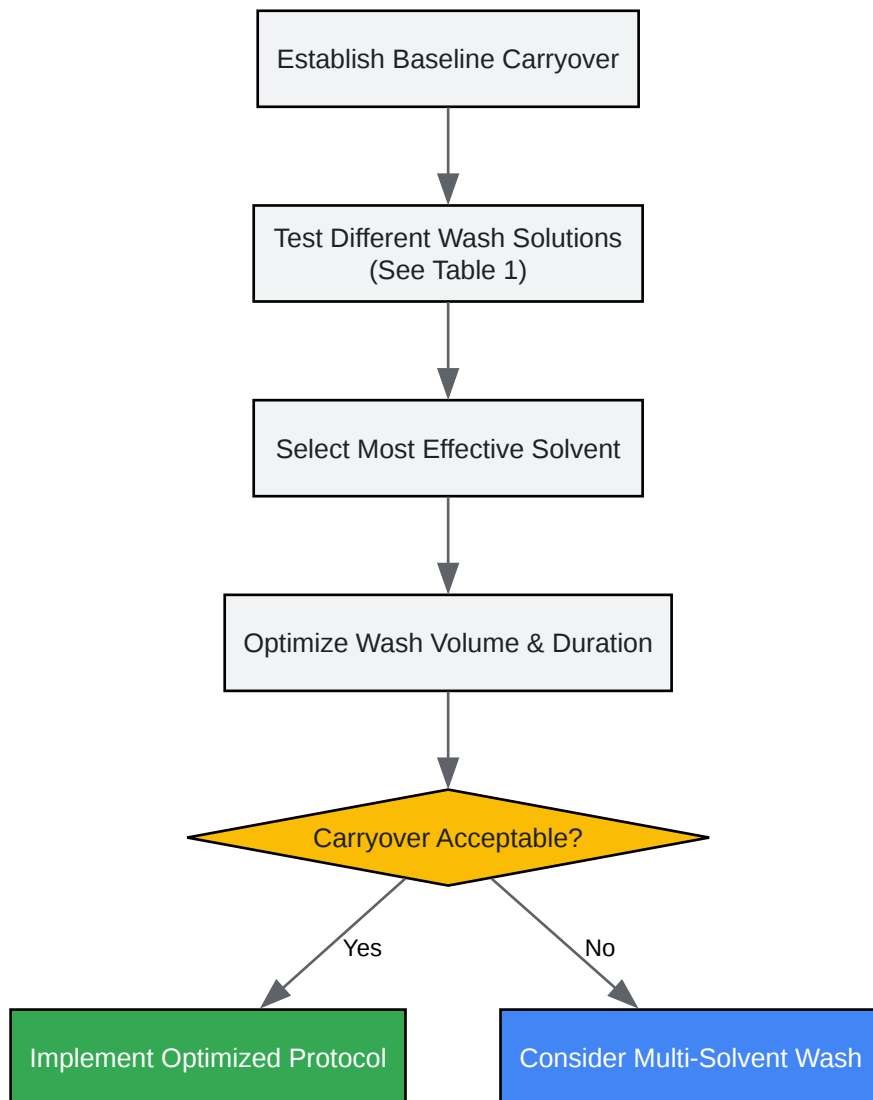 Establish Baseline Carryover
Test Different Wash Solutions
(See Table 1)
Select Most Effective Solvent
Optimize Wash Volume & Duration
Carryover Acceptable?
Yes
No
Implement Optimized Protocol
Consider Multi-Solvent Wash